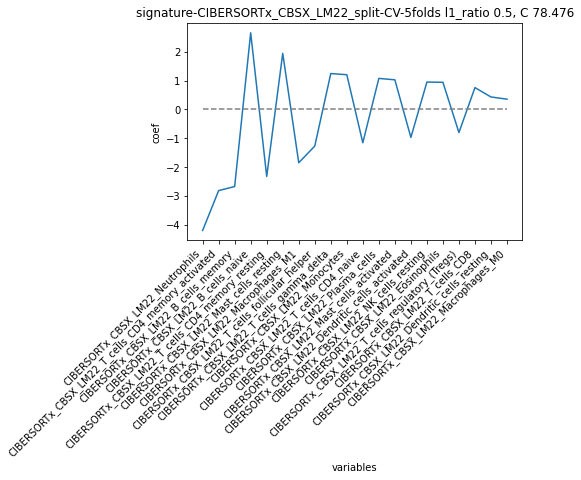 signature-CIBERSORTx_CBSX_LM22_split-CV-5folds l1_ratio 0.5, C 78.476
2
1
0
−1
−2
−3
−4
coef
CIBERSORTx_CBSX_LM22_Neutrophils
CIBERSORTx_CBSX_LM22_T_cells_CD4_memory_activated
CIBERSORTx_CBSX_LM22_B_cells_memory
CIBERSORTx_CBSX_LM22_B_cells_naive
CIBERSORTx_CBSX_LM22_T_cells_CD4_memory_resting
CIBERSORTx_CBSX_LM22_Mast_cells_resting
CIBERSORTx_CBSX_LM22_Macrophages_M1
CIBERSORTx_CBSX_LM22_T_cells_follicular_helper
CIBERSORTx_CBSX_LM22_T_cells_gamma_delta
CIBERSORTx_CBSX_LM22_Monocytes
CIBERSORTx_CBSX_LM22_T_cells_CD4_naive
CIBERSORTx_CBSX_LM22_Plasma_cells
CIBERSORTx_CBSX_LM22_Mast_cells_activated
CIBERSORTx_CBSX_LM22_Dendritic_cells_activated
CIBERSORTx_CBSX_LM22_NK_cells_resting
CIBERSORTx_CBSX_LM22_Eosinophils
CIBERSORTx_CBSX_LM22_T_cells_regulatory_(Tregs)
CIBERSORTx_CBSX_LM22_T_cells_CD8
CIBERSORTx_CBSX_LM22_Dendritic_cells_resting
CIBERSORTx_CBSX_LM22_Macrophages_M0
variables